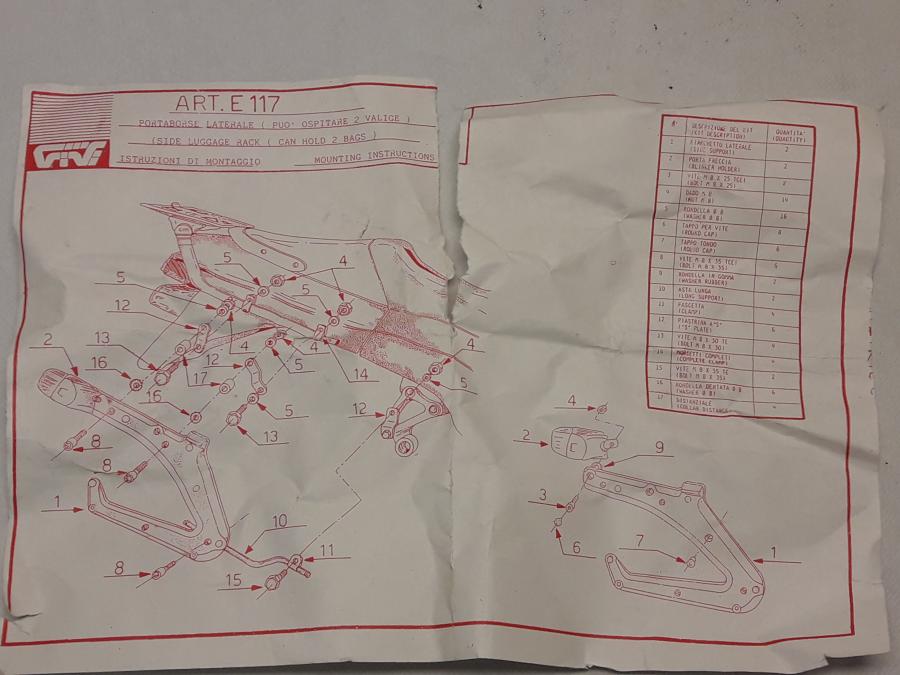 GIVI
ART. E 117
PORTABORSE LATERALE ( PUO' OSPITARE 2 VALIGE )
(SIDE LUGGAGE RACK ( CAN HOLD 2 BAGS )
ISTRUZIONI DI MONTAGGIO MOUNTING INSTRUCTIONS
N° DESCRIZIONE DEL KIT QUANTITA'
(KIT DESCRIPTION) (QUANTITY)
1 FIANCHETTO LATERALE 2
(SIDE SUPPORT)
2 PORTA FRECCIA 2
(BLINKER HOLDER)
3 VITE M 8 X 25 TCEI 2
(BOLT M 8 X 25)
4 DADO M 8 14
(NUT M 8)
5 RONDELLA Ø 8 16
(WASHER Ø 8)
6 TAPPO PER VITE 8
(ROUND CAP)
7 TAPPO TONDO
(ROUND CAP)
8 VITE M 8 X 35 TCEI 6
(BOLT M 8 X 35)
9 RONDELLA IN GOMMA 2
(WASHER RUBBER)
10 ASTA LUNGA 2
(LONG SUPPORT)
11 FASCETTA
(CLAMP)
12 PIASTRINA A "S" 6
("S" PLATE)
13 VITE M 8 X 30 TE
(BOLT M 8 X 30)
14 MORSETTI COMPLETI
(COMPLETE CLAMP)
15 VITE M 8 X 35 TE 2
(BOLT M 8 X 35)
16 RONDELLA DENTATA Ø 8 6
(WASHER Ø 8)
17 DISTANZIALE
(COLLAR DISTANCE)
5
4
5
5
12
2
13
16
17
12
4
4
5
14
16
5
13
12
4
5
8
8
1
10
11
8
15
4
2
9
3
6
7
1